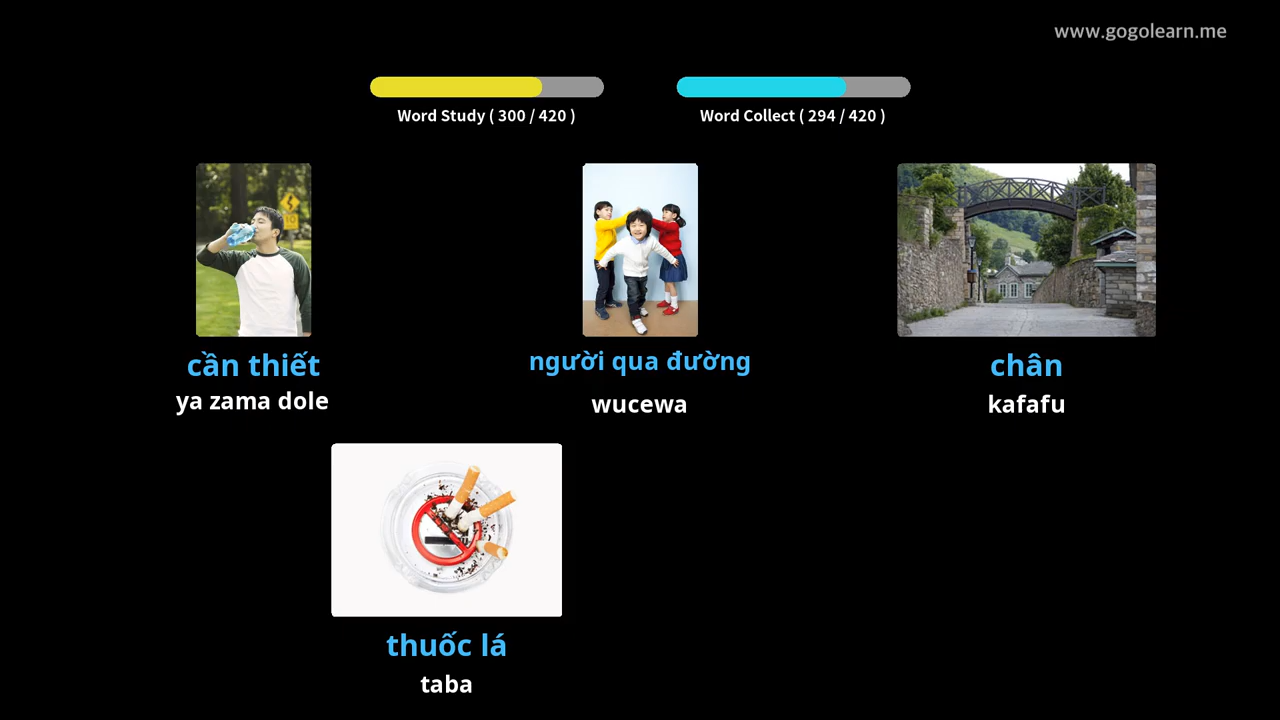 www.gogolearn.me
Word Study ( 300 / 420 )
Word Collect ( 294 / 420 )
cần thiết
ya zama dole
người qua đường
wucewa
chân
kafafu
thuốc lá
taba